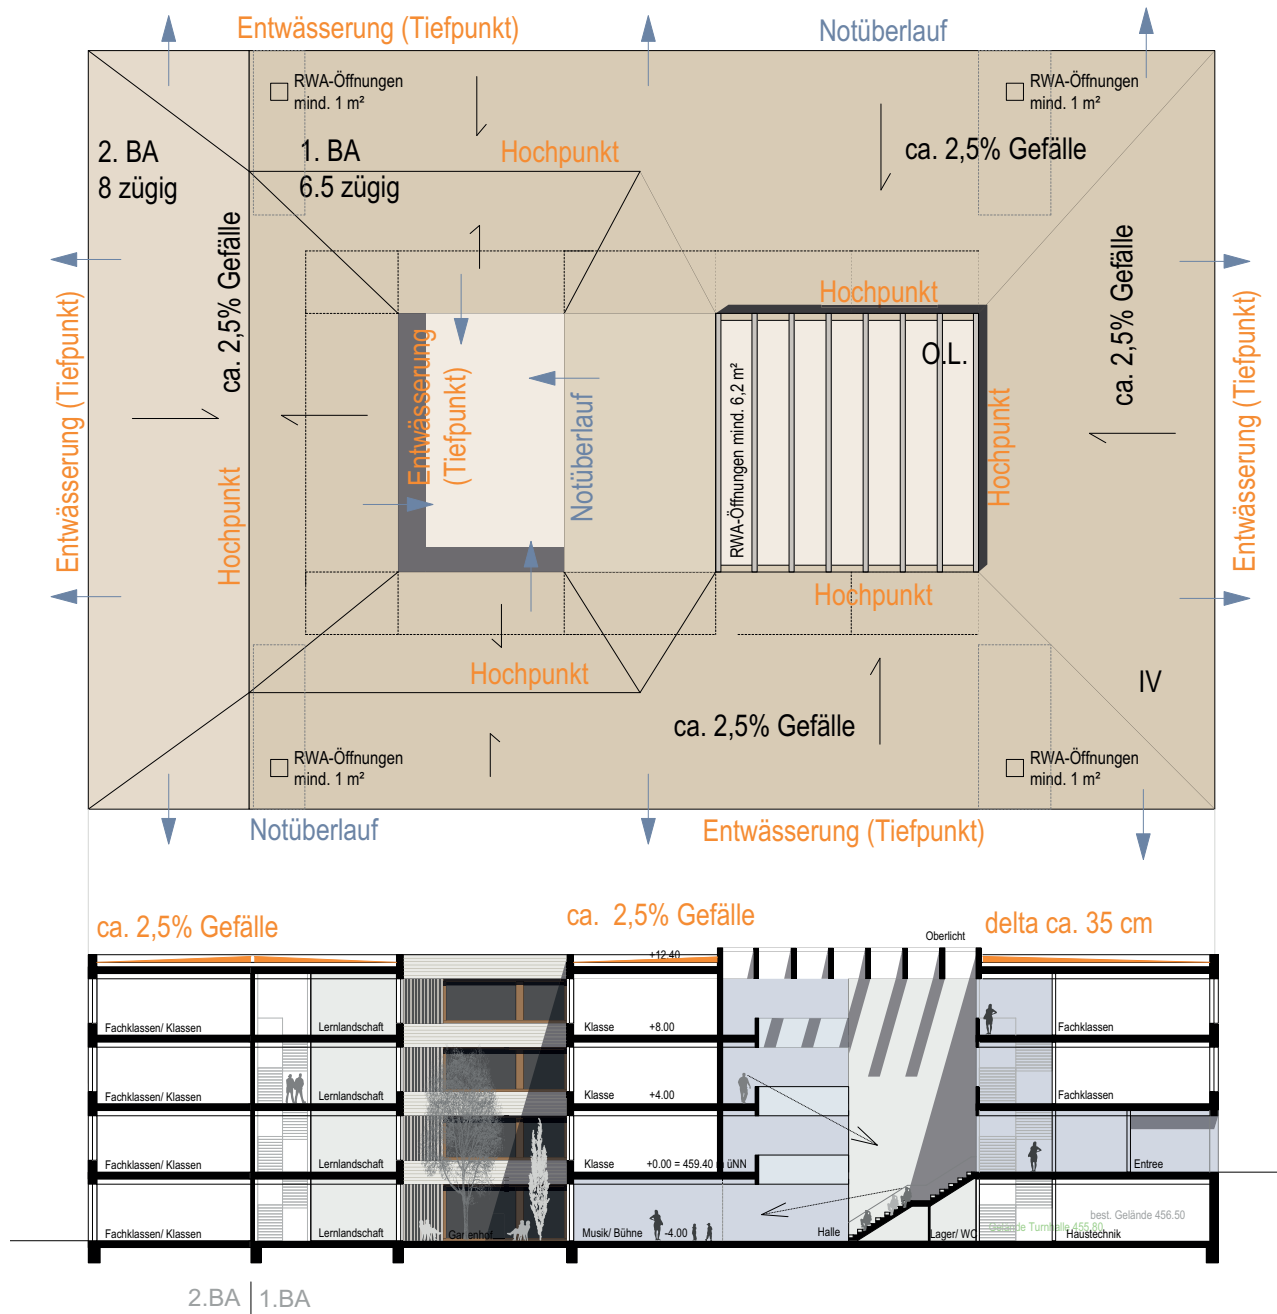 Entwässerung (Tiefpunkt)
Notüberlauf
RWA-Öffnungen
mind. 1 m²
RWA-Öffnungen
mind. 1 m²
2. BA
8 zügig
1. BA
6.5 zügig
Hochpunkt
ca. 2,5% Gefälle
ca. 2,5% Gefälle
ca. 2,5% Gefälle
Entwässerung (Tiefpunkt)
Hochpunkt
Entwässerung
(Tiefpunkt)
Notüberlauf
Hochpunkt
O.L.
RWA-Öffnungen mind. 6,2 m²
Hochpunkt
Entwässerung (Tiefpunkt)
Hochpunkt
Hochpunkt
IV
ca. 2,5% Gefälle
RWA-Öffnungen
mind. 1 m²
RWA-Öffnungen
mind. 1 m²
Notüberlauf
Entwässerung (Tiefpunkt)
ca. 2,5% Gefälle
ca. 2,5% Gefälle
delta ca. 35 cm
Oberlicht
+12.40
Fachklassen/ Klassen
Lernlandschaft
Klasse +8.00
Fachklassen
Fachklassen/ Klassen
Lernlandschaft
Klasse +4.00
Fachklassen
Fachklassen/ Klassen
Lernlandschaft
Klasse +0.00 = 459.40 m üNN
Entree
best. Gelände 456.50
Gelände Turnhalle 455.80
Fachklassen/ Klassen
Lernlandschaft
Gartenhof
Musik/ Bühne -4.00
Halle
Lager/ WC
Haustechnik
2.BA 1.BA